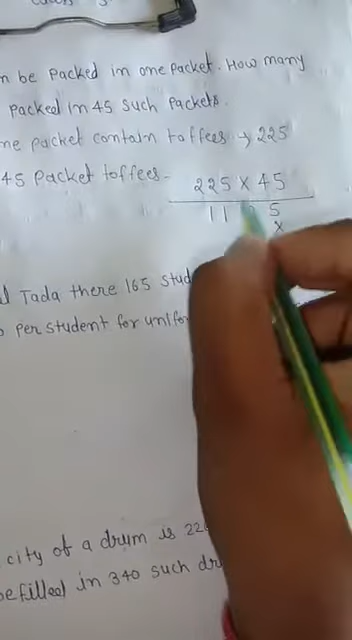 n be packed in one packet. How many
packed in 45 such packets.
ne packet contain toffees → 225
45 Packet toffees - 225 x 45
11 5
x
Tada there 165 stud
per student for unifo
city of a drum is 22
be filled in 340 such dr